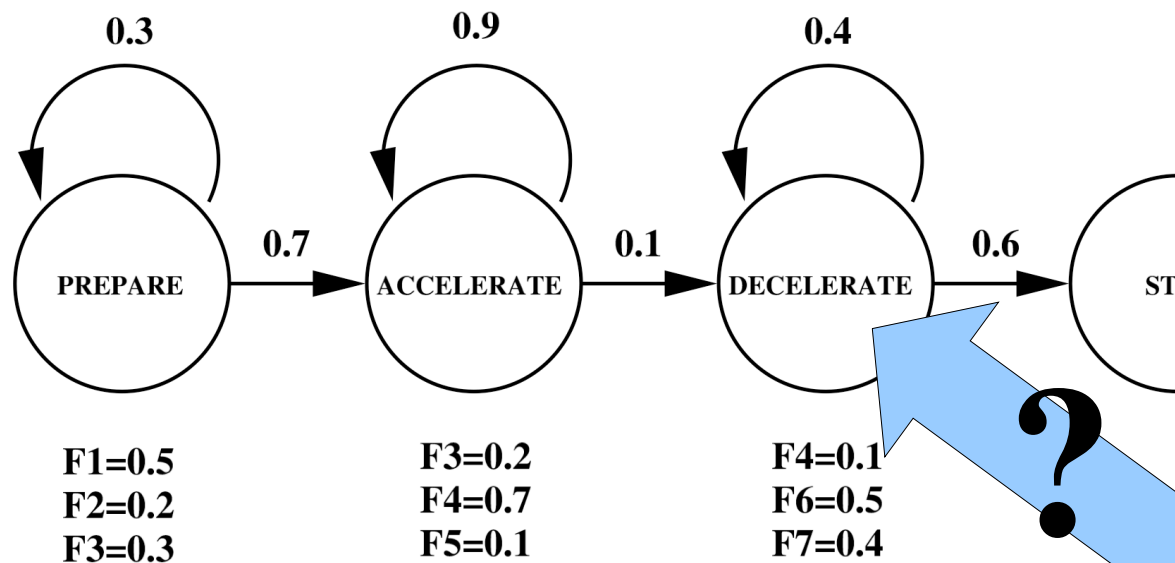 0.3 0.9 0.4
0.7 0.1 0.6
PREPARE ACCELERATE DECELERATE ST
?
F1=0.5 F3=0.2 F4=0.1
F2=0.2 F4=0.7 F6=0.5
F3=0.3 F5=0.1 F7=0.4